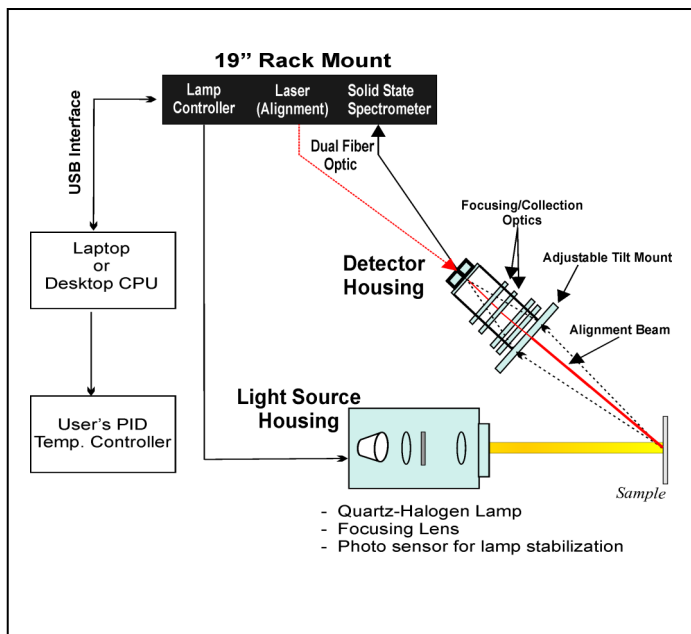 19” Rack Mount
Lamp
Controller
Laser
(Alignment)
Solid State
Spectrometer
USB Interface
Dual Fiber
Optic
Focusing/Collection
Optics
Laptop
or
Desktop CPU
Detector
Housing
Adjustable Tilt Mount
Alignment Beam
Light Source
Housing
User's PID
Temp. Controller
Sample
- Quartz-Halogen Lamp
- Focusing Lens
- Photo sensor for lamp stabilization